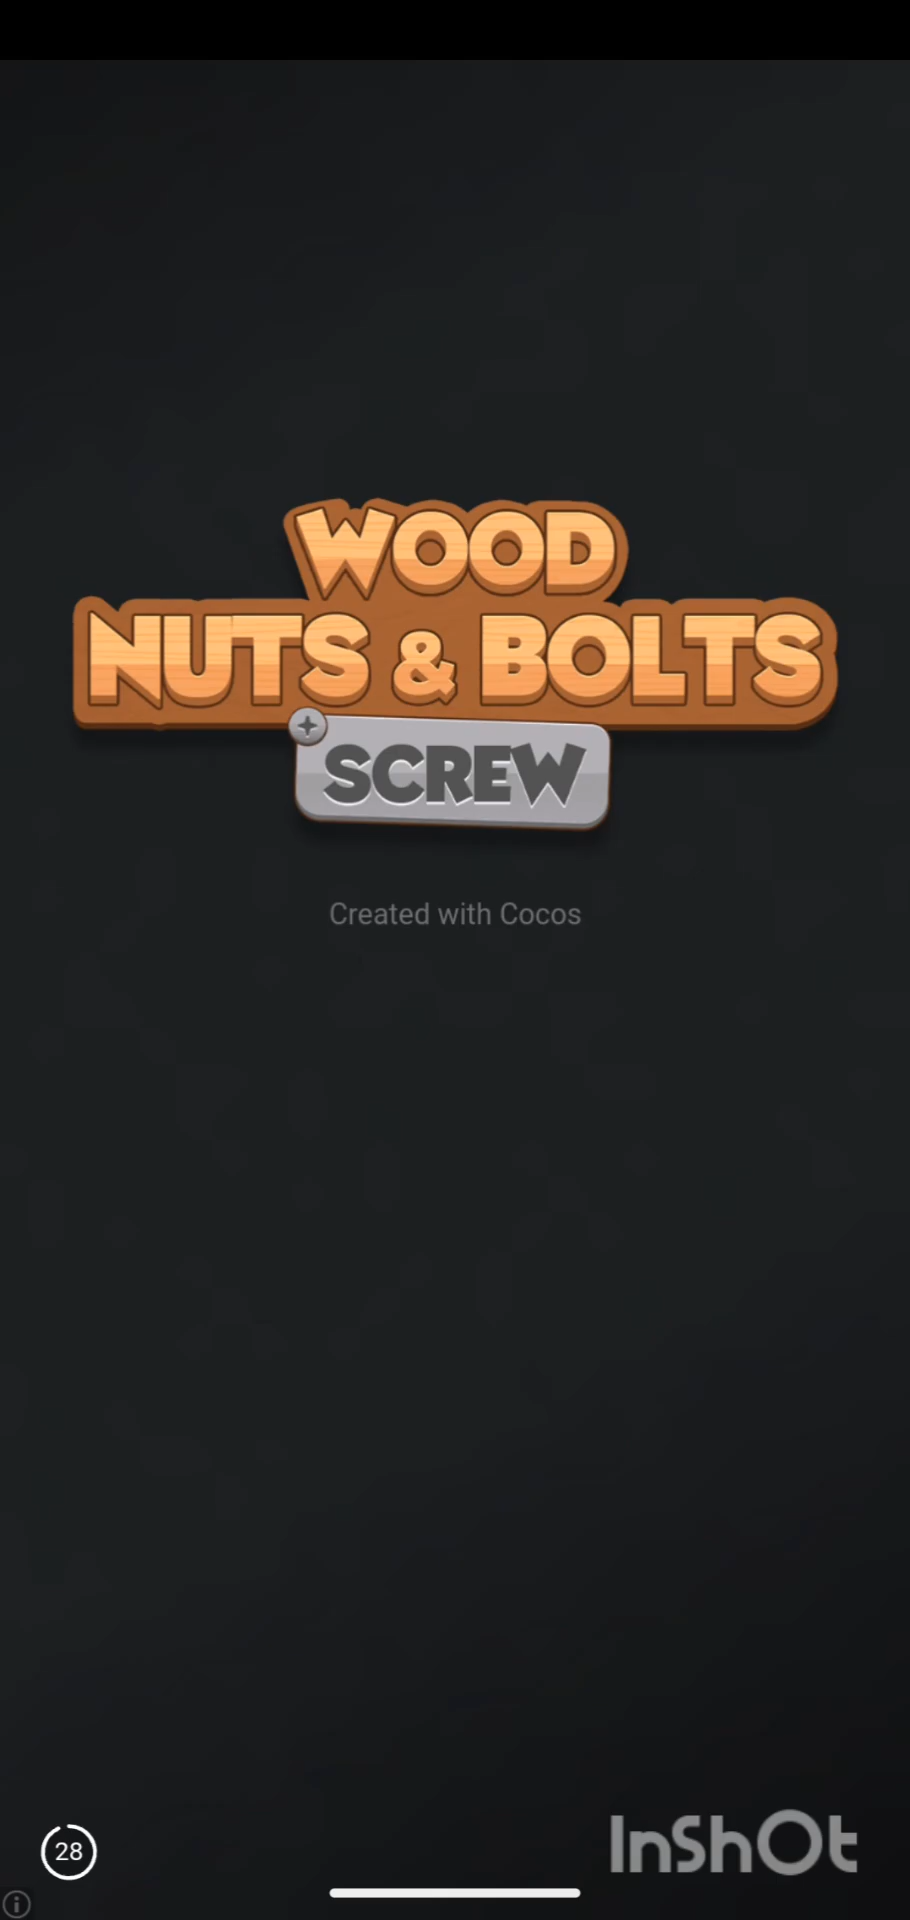 WOOD
NUTS & BOLTS
SCREW
Created with Cocos
28
InShOt